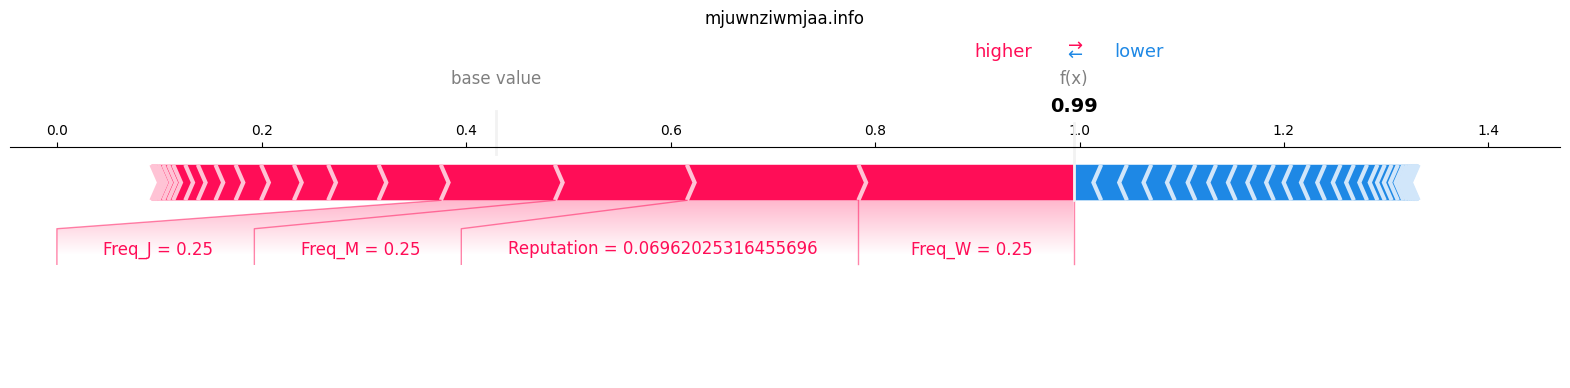 mjuwnziwmjaa.info
higher → ← lower
base value f(x)
0.99
0.0 0.2 0.4 0.6 0.8 1.0 1.2 1.4
Freq_J = 0.25 Freq_M = 0.25 Reputation = 0.06962025316455696 Freq_W = 0.25